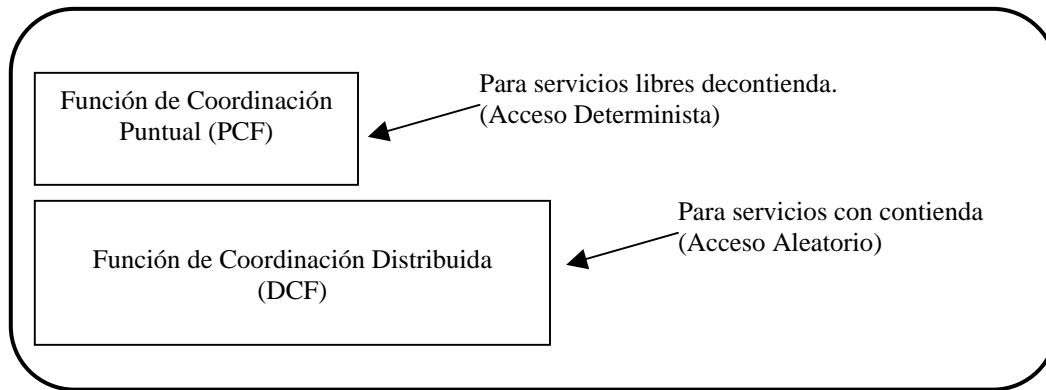 Función de Coordinación
Puntual (PCF)
Para servicios libres decontienda.
(Acceso Determinista)
Función de Coordinación Distribuida
(DCF)
Para servicios con contienda
(Acceso Aleatorio)